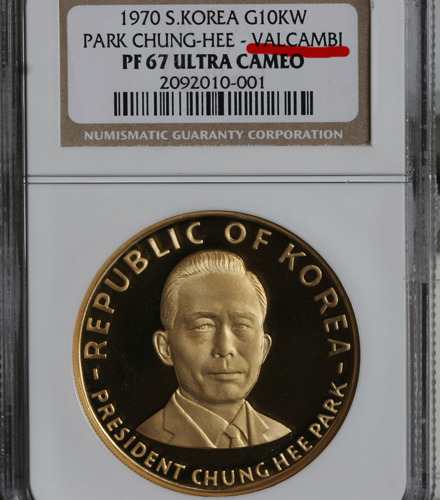 1970 S.KOREA G10KW
PARK CHUNG-HEE - VALCAMBI
PF 67 ULTRA CAMEO
2092010-001
NUMISMATIC GUARANTY CORPORATION
- REPUBLIC OF KOREA -
PRESIDENT CHUNG HEE PARK